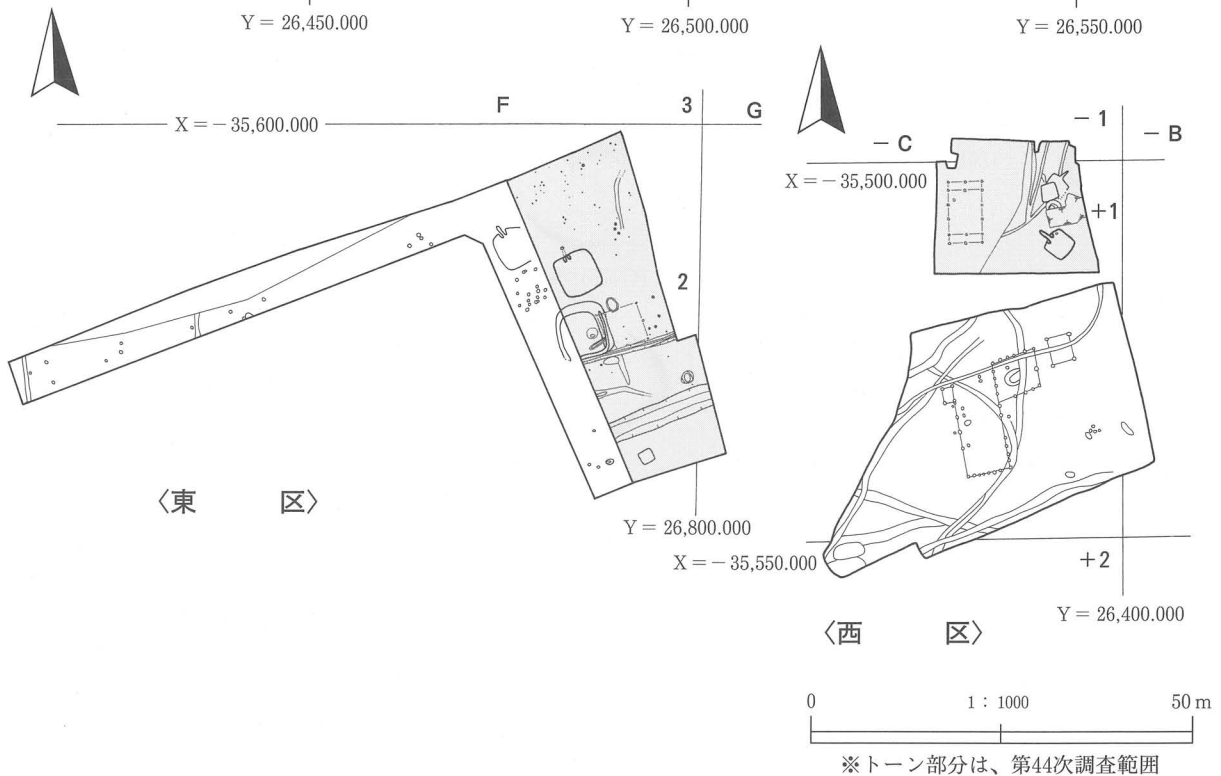 Y = 26,450.000
Y = 26,500.000
Y = 26,550.000
F
3
G
X = − 35,600.000
− 1
− C
− B
X = − 35,500.000
+1
2
〈東 区〉
Y = 26,800.000
X = − 35,550.000
+2
Y = 26,400.000
〈西 区〉
0 1：1000 50 m
※トーン部分は、第44次調査範囲